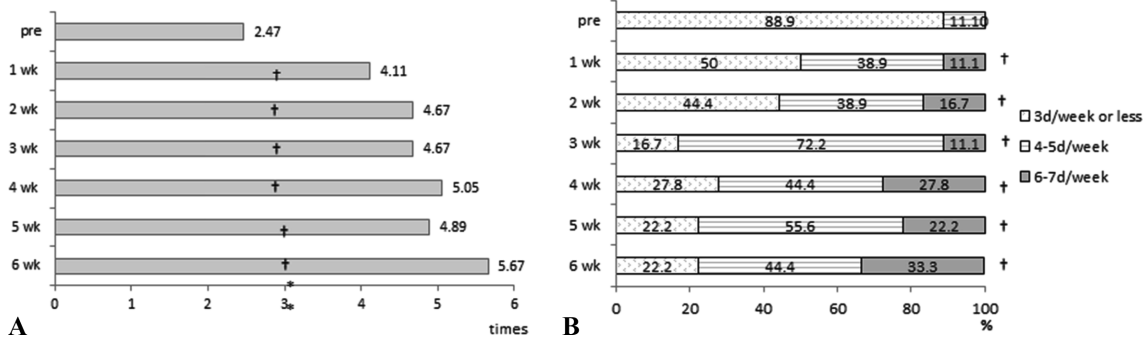 pre 2.47
1 wk † 4.11
2 wk † 4.67
3 wk † 4.67
4 wk † 5.05
5 wk † 4.89
6 wk † 5.67
0 1 2 3 4 5 6
*
*
times
A
pre 88.9 11.1 0
1 wk 50 38.9 11.1 †
2 wk 44.4 38.9 16.7 †
3 wk 16.7 72.2 11.1 †
4 wk 27.8 44.4 27.8 †
5 wk 22.2 55.6 22.2 †
6 wk 22.2 44.4 33.3 †
0 20 40 60 80 100
%
B
3d/week or less
4-5d/week
6-7d/week